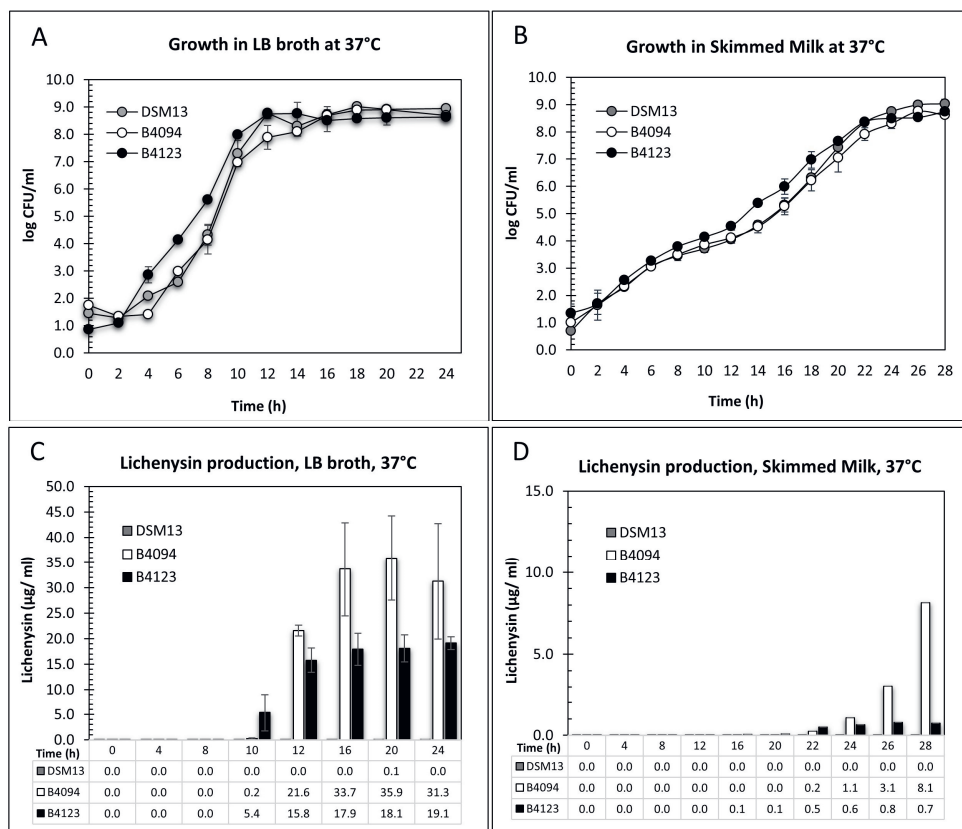 A
Growth in LB broth at 37°C
10.0
9.0
8.0
7.0
6.0
5.0
4.0
3.0
2.0
1.0
0.0
log CFU/ml
DSM13
B4094
B4123
0 2 4 6 8 10 12 14 16 18 20 22 24
Time (h)
B
Growth in Skimmed Milk at 37°C
10.0
9.0
8.0
7.0
6.0
5.0
4.0
3.0
2.0
1.0
0.0
log CFU/ml
DSM13
B4094
B4123
0 2 4 6 8 10 12 14 16 18 20 22 24 26 28
Time (h)
C
Lichenysin production, LB broth, 37°C
50.0
45.0
40.0
35.0
30.0
25.0
20.0
15.0
10.0
5.0
0.0
Lichenysin (µg/ ml)
DSM13
B4094
B4123
Time (h) 0 4 8 10 12 16 20 24
DSM13 0.0 0.0 0.0 0.0 0.0 0.0 0.1 0.0
B4094 0.0 0.0 0.0 0.2 21.6 33.7 35.9 31.3
B4123 0.0 0.0 0.0 5.4 15.8 17.9 18.1 19.1
D
Lichenysin production, Skimmed Milk, 37°C
15.0
10.0
5.0
0.0
Lichenysin (µg/ ml)
DSM13
B4094
B4123
Time (h) 0 4 8 12 16 20 22 24 26 28
DSM13 0.0 0.0 0.0 0.0 0.0 0.0 0.0 0.0 0.0 0.0
B4094 0.0 0.0 0.0 0.0 0.0 0.0 0.2 1.1 3.1 8.1
B4123 0.0 0.0 0.0 0.0 0.1 0.1 0.5 0.6 0.8 0.7